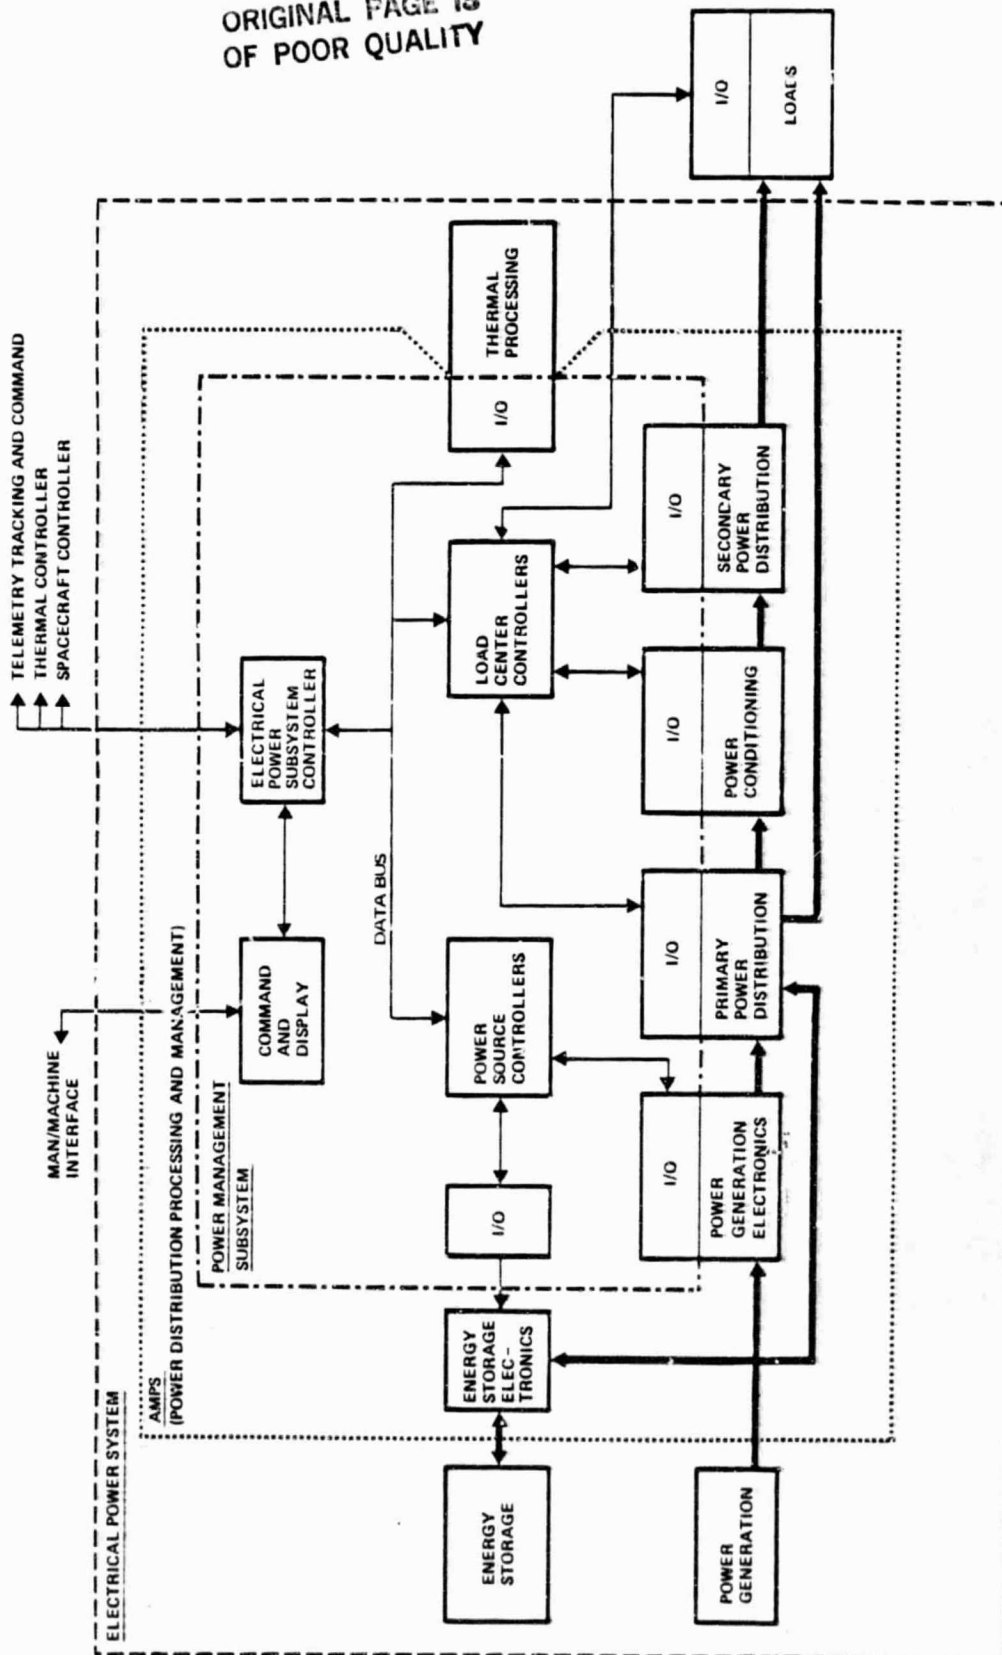 ORIGINAL PAGE IS
OF POOR QUALITY
TELEMETRY TRACKING AND COMMAND
THERMAL CONTROLLER
SPACECRAFT CONTROLLER
MAN/MACHINE
INTERFACE
ELECTRICAL POWER SYSTEM
AMPS
(POWER DISTRIBUTION PROCESSING AND MANAGEMENT)
POWER MANAGEMENT
SUBSYSTEM
COMMAND
AND
DISPLAY
ELECTRICAL
POWER
SUBSYSTEM
CONTROLLER
DATA BUS
ENERGY
STORAGE
ENERGY
STORAGE
ELEC-
TRONICS
I/O
POWER
SOURCE
CONTROLLERS
LOAD
CENTER
CONTROLLERS
I/O
THERMAL
PROCESSING
POWER
GENERATION
I/O
POWER
GENERATION
ELECTRONICS
I/O
PRIMARY
POWER
DISTRIBUTION
I/O
POWER
CONDITIONING
I/O
SECONDARY
POWER
DISTRIBUTION
I/O
LOADS